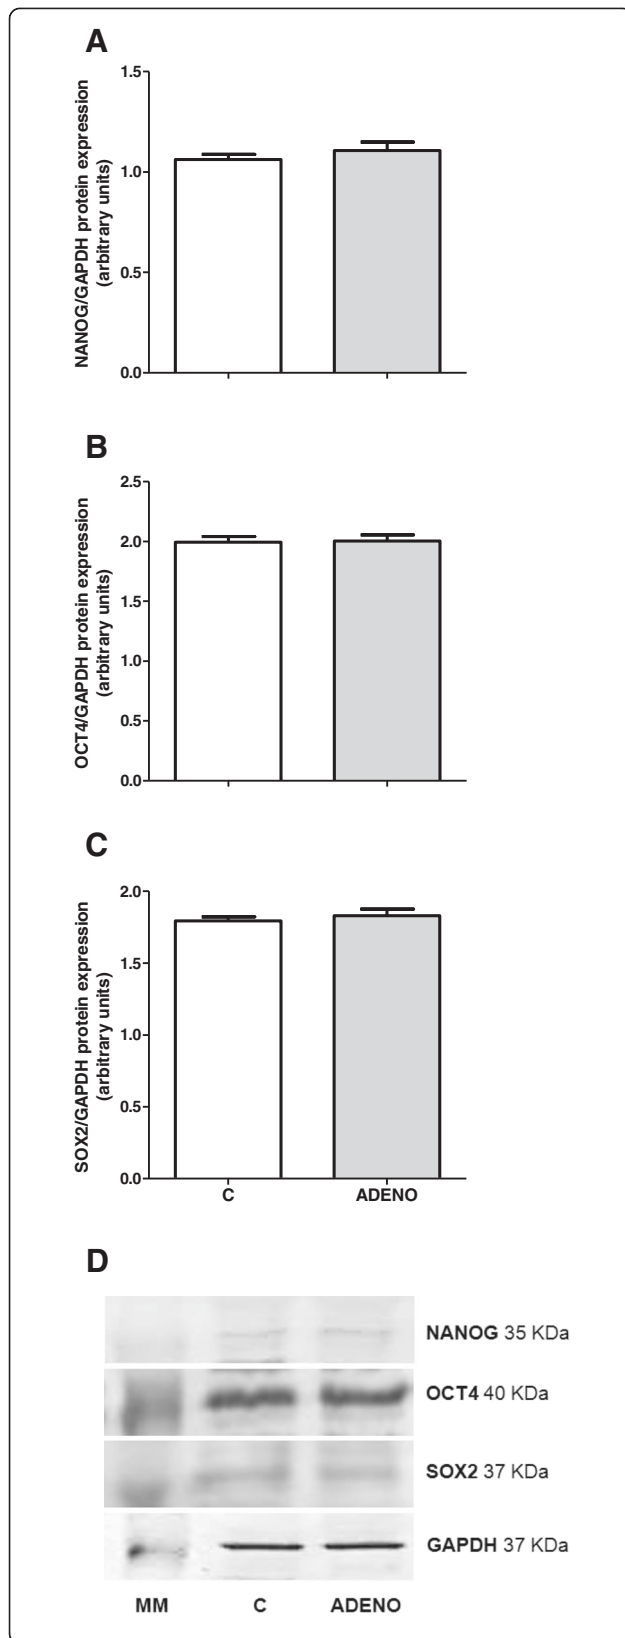 A
NANOG/GAPDH protein expression
(arbitrary units)
1.5
1.0
0.5
0.0
B
OCT4/GAPDH protein expression
(arbitrary units)
2.5
2.0
1.5
1.0
0.5
0.0
C
SOX2/GAPDH protein expression
(arbitrary units)
2.0
1.5
1.0
0.5
0.0
C ADENO
D
NANOG 35 KDa
OCT4 40 KDa
SOX2 37 KDa
GAPDH 37 KDa
MM C ADENO